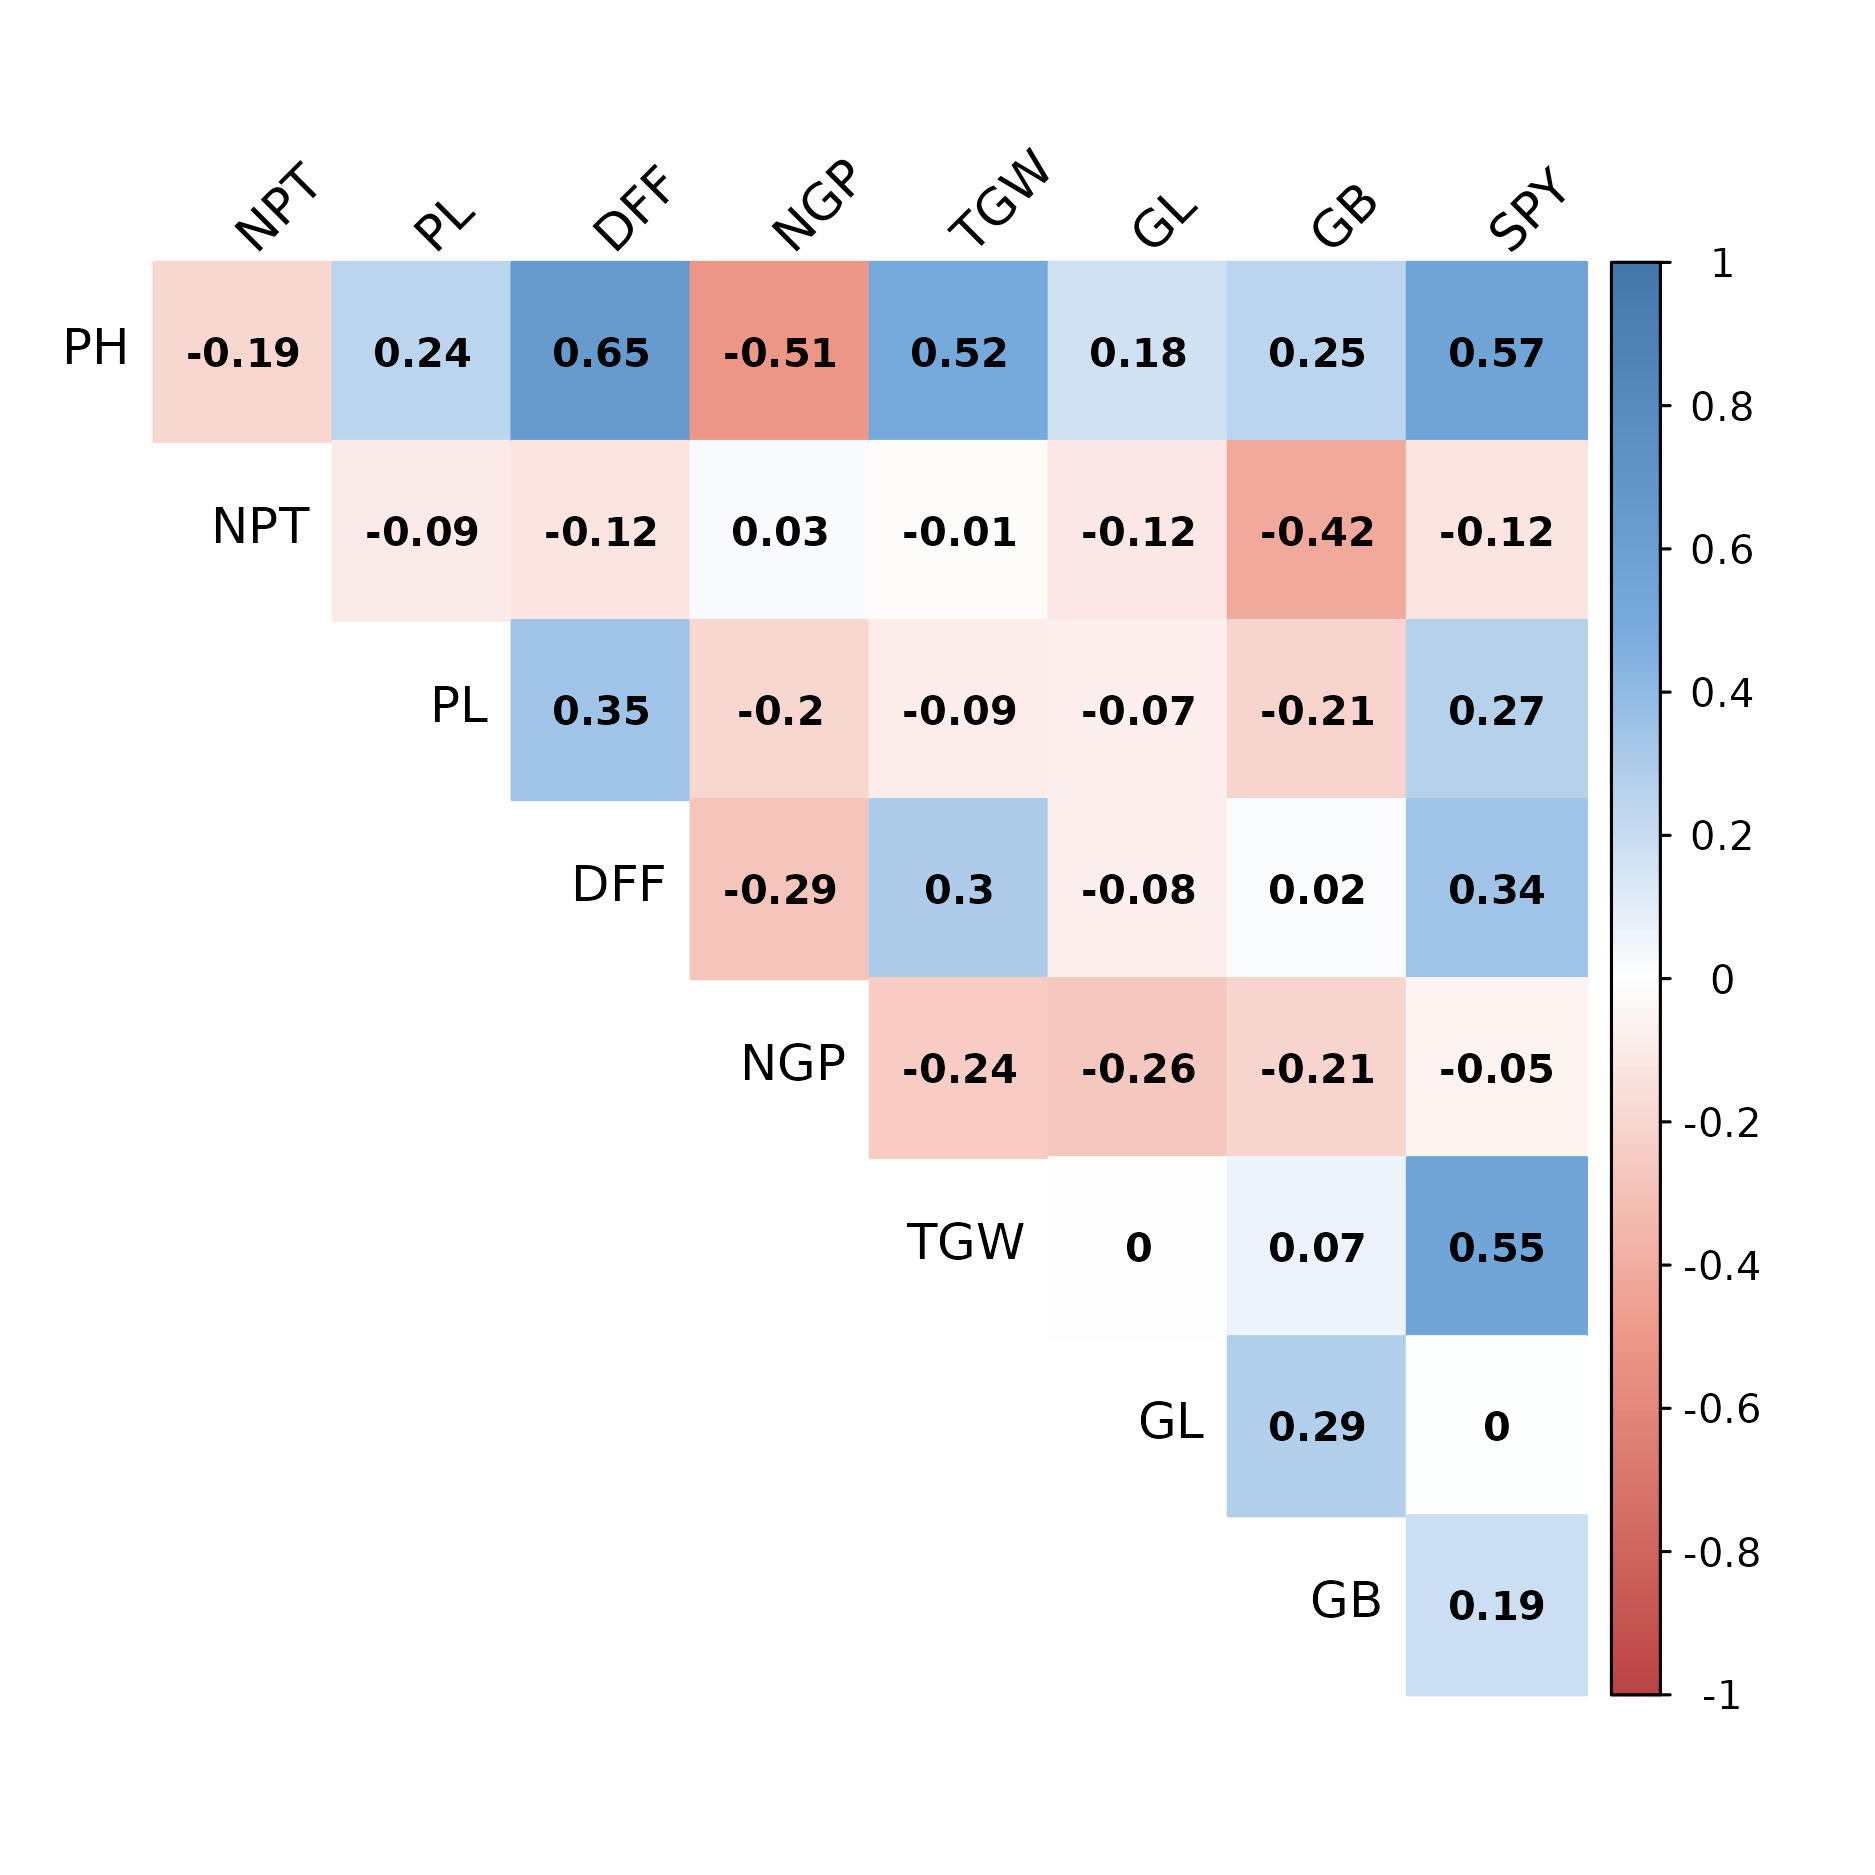 NPT PL DFF NGP TGW GL GB SPY
PH -0.19 0.24 0.65 -0.51 0.52 0.18 0.25 0.57
NPT -0.09 -0.12 0.03 -0.01 -0.12 -0.42 -0.12
PL 0.35 -0.2 -0.09 -0.07 -0.21 0.27
DFF -0.29 0.3 -0.08 0.02 0.34
NGP -0.24 -0.26 -0.21 -0.05
TGW 0 0.07 0.55
GL 0.29 0
GB 0.19
1
0.8
0.6
0.4
0.2
0
-0.2
-0.4
-0.6
-0.8
-1